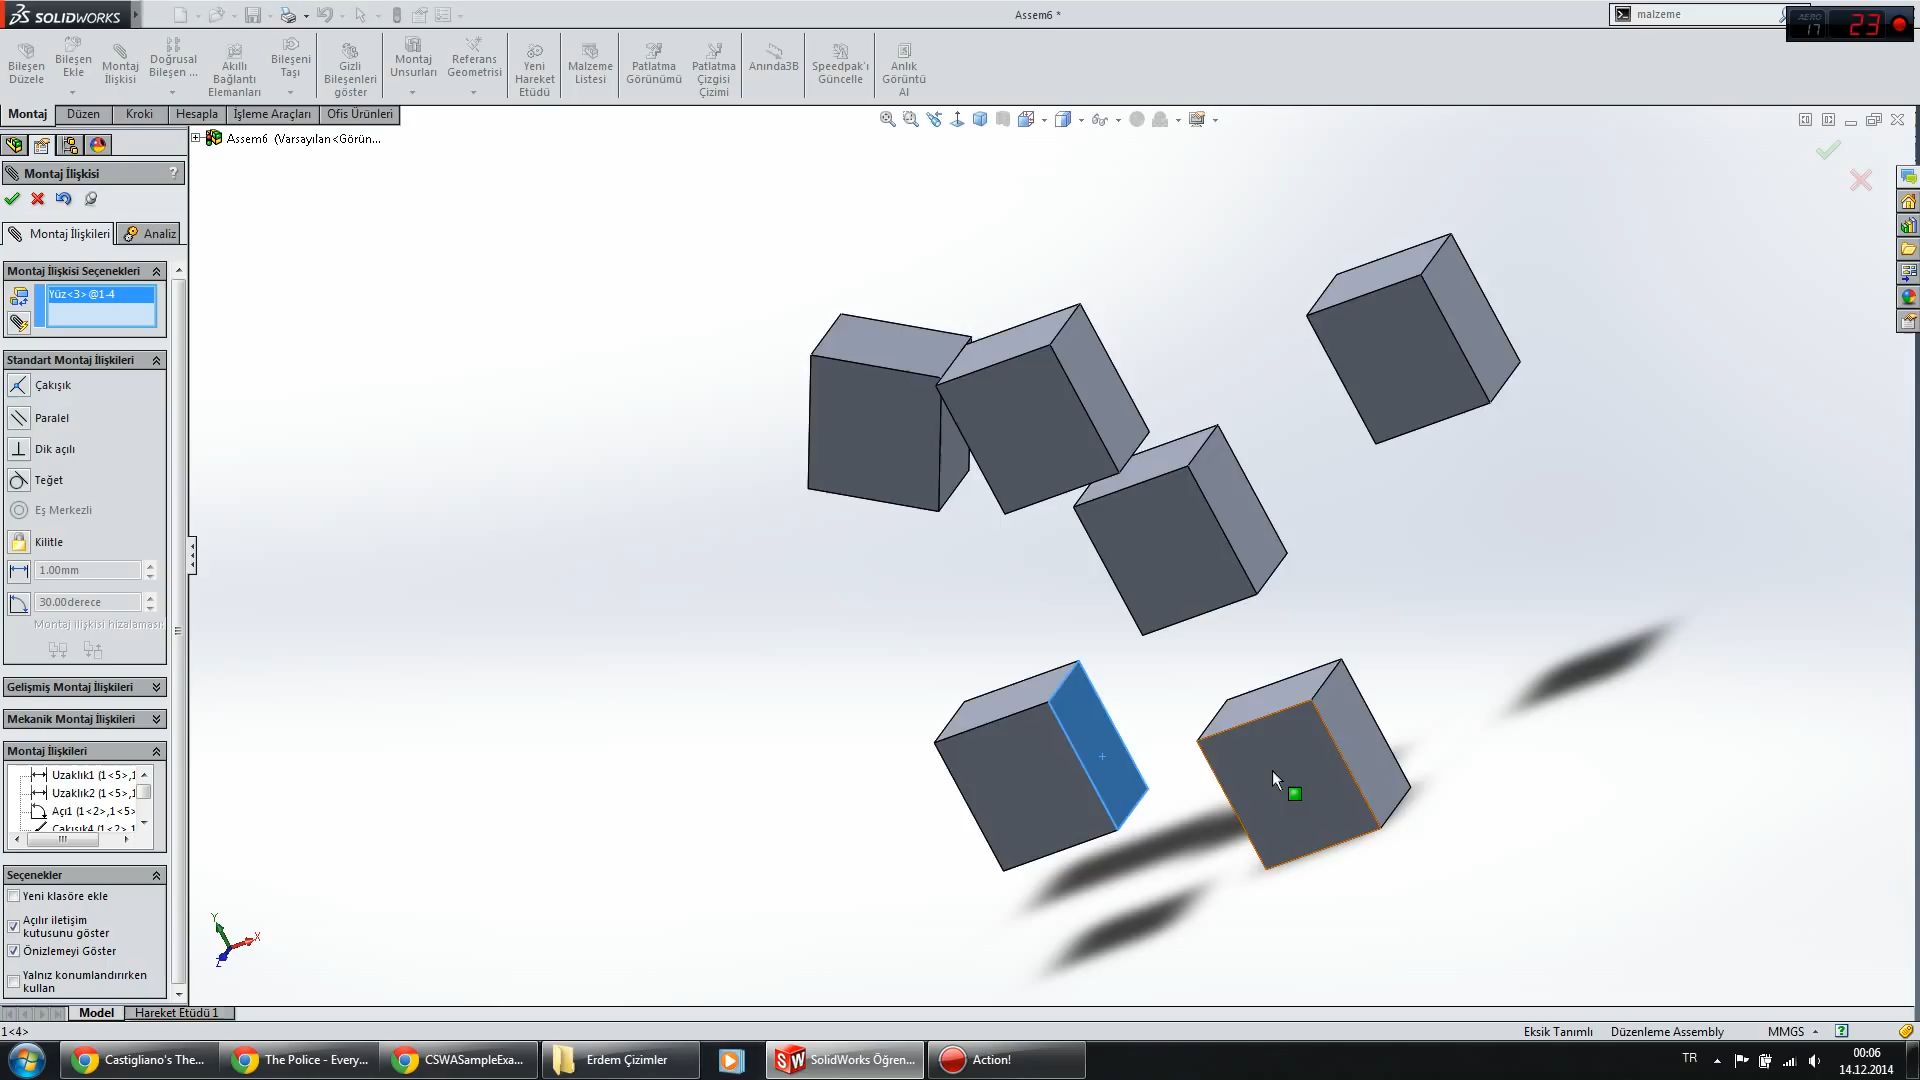 SOLIDWORKS
Assem6 *
malzeme
AERO
17
23
Bileşen
Düzele
Bileşen
Ekle
Montaj
İlişkisi
Doğrusal
Bileşen ...
Akıllı
Bağlantı
Elemanları
Bileşeni
Taşı
Gizli
Bileşenleri
göster
Montaj
Unsurları
Referans
Geometrisi
Yeni
Hareket
Etüdü
Malzeme
Listesi
Patlatma
Görünümü
Patlatma
Çizgisi
Çizimi
Anında3B
Speedpak'ı
Güncelle
Anlık
Görüntü
Al
Montaj
Düzen
Kroki
Hesapla
İşleme Araçları
Ofis Ürünleri
Assem6 (Varsayılan<Görün...
Montaj İlişkisi
?
Montaj İlişkileri
Analiz
Montaj İlişkisi Seçenekleri
Yüz<3>@1-4
Standart Montaj İlişkileri
Çakışık
Paralel
Dik açılı
Teğet
Eş Merkezli
Kilitle
1.00mm
30.00derece
Montaj ilişkisi hizalaması:
Gelişmiş Montaj İlişkileri
Mekanik Montaj İlişkileri
Montaj İlişkileri
Uzaklık1 (1<5>,1
Uzaklık2 (1<5>,1
Açı1 (1<2>,1<5>
Çakışık4 (1<2>,1
Seçenekler
Yeni klasöre ekle
Açılır iletişim
kutusunu göster
Önizlemeyi Göster
Yalnız konumlandırırken
kullan
Y
X
Z
Model
Hareket Etüdü 1
1<4>
Eksik Tanımlı
Düzenleme Assembly
MMGS
?
Castigliano's The...
The Police - Every...
CSWASampleExa...
Erdem Çizimler
SolidWorks Öğren...
Action!
TR
00:06
14.12.2014